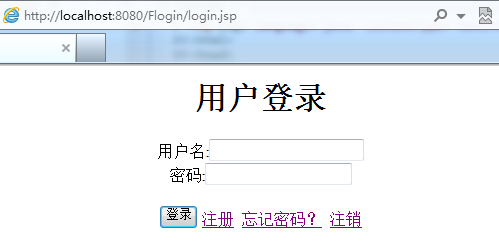 http://localhost:8080/Flogin/login.jsp
用户登录
用户名:
密码:
登录 注册 忘记密码？ 注销